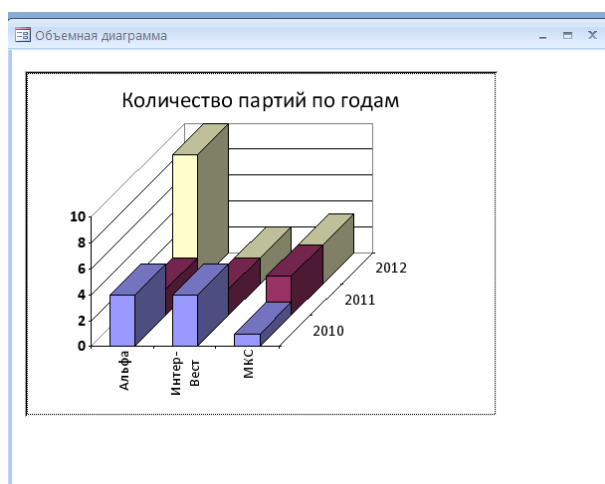 Объемная диаграмма
Количество партий по годам
10
8
6
4
2
0
2012
2011
2010
Альфа
Интер-
Вест
МКС